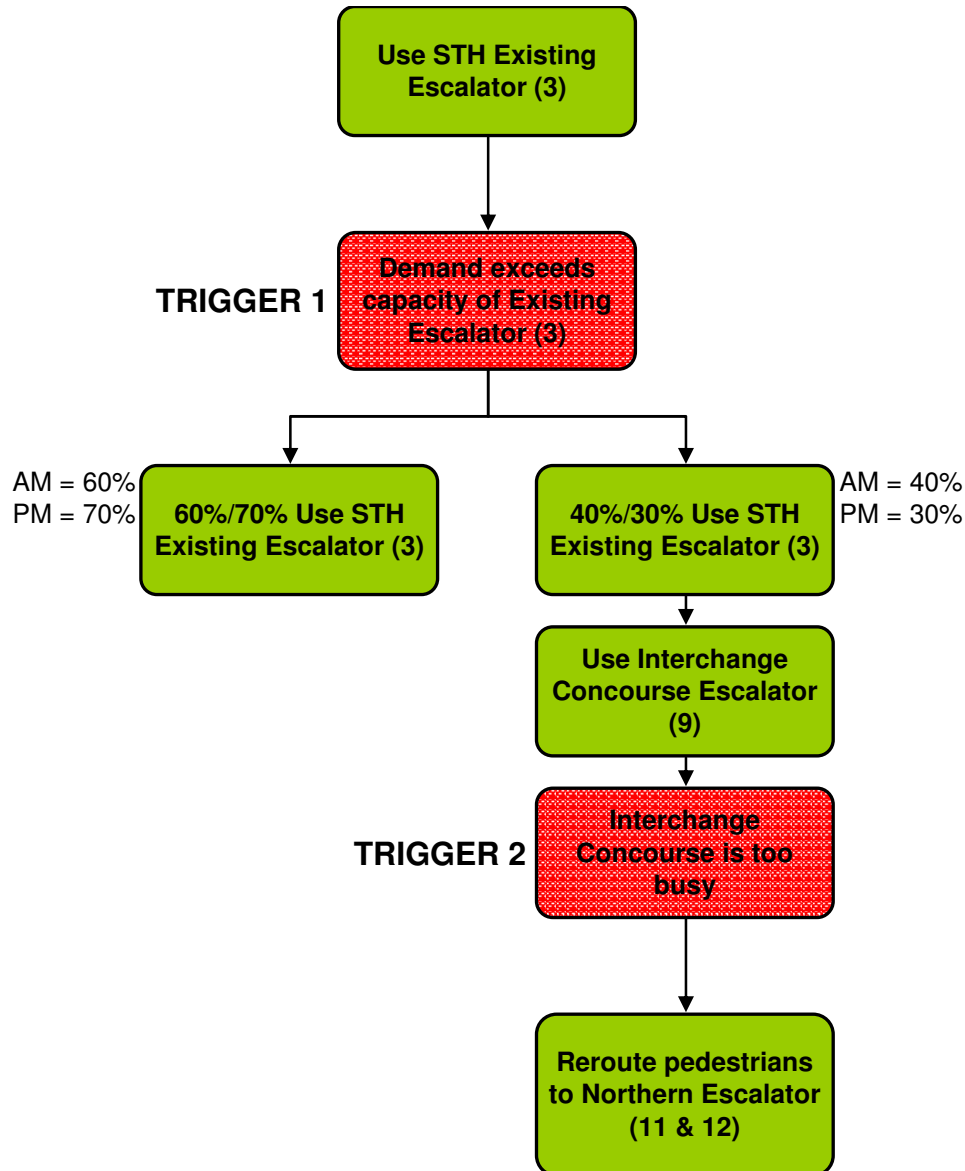 Use STH Existing
Escalator (3)
TRIGGER 1
Demand exceeds
capacity of Existing
Escalator (3)
AM = 60%
PM = 70%
60%/70% Use STH
Existing Escalator (3)
40%/30% Use STH
Existing Escalator (3)
AM = 40%
PM = 30%
Use Interchange
Concourse Escalator
(9)
TRIGGER 2
Interchange
Concourse is too
busy
Reroute pedestrians
to Northern Escalator
(11 & 12)